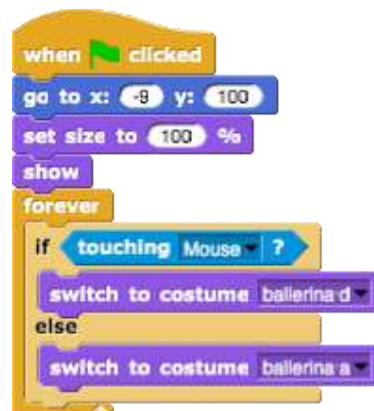 when clicked
go to x: -9 y: 100
set size to 100 %
show
forever
if touching Mouse ?
switch to costume ballerina d
else
switch to costume ballerina a